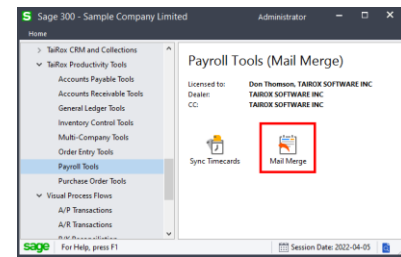 S Sage 300 - Sample Company Limited Administrator
Home
TaiRox CRM and Collections
TaiRox Productivity Tools
Accounts Payable Tools
Accounts Receivable Tools
General Ledger Tools
Inventory Control Tools
Multi-Company Tools
Order Entry Tools
Payroll Tools
Purchase Order Tools
Visual Process Flows
A/P Transactions
A/R Transactions
Payroll Tools (Mail Merge)
Licensed to: Don Thomson, TAIROX SOFTWARE INC
Dealer: TAIROX SOFTWARE INC
CC: TAIROX SOFTWARE INC
Sync Timecards Mail Merge
sage For Help, press F1 Session Date: 2022-04-05